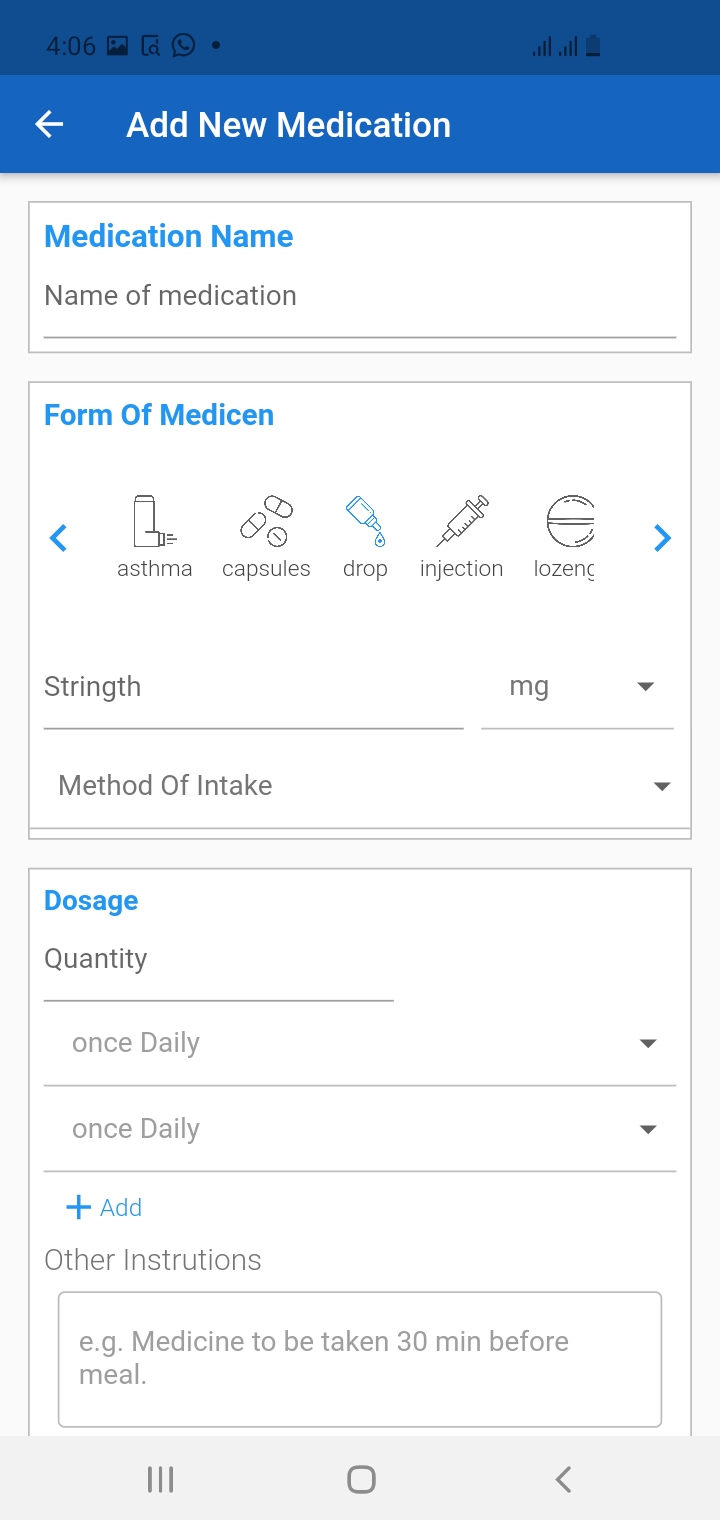 4:06
Add New Medication
Medication Name
Name of medication
Form Of Medicen
asthma capsules drop injection lozeng
Stringth mg
Method Of Intake
Dosage
Quantity
once Daily
once Daily
Add
Other Instrutions
e.g. Medicine to be taken 30 min before
meal.